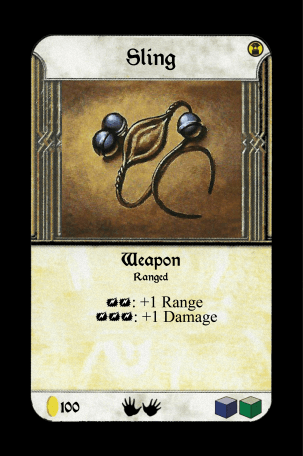 Sling
Weapon
Ranged
: +1 Range
: +1 Damage
100